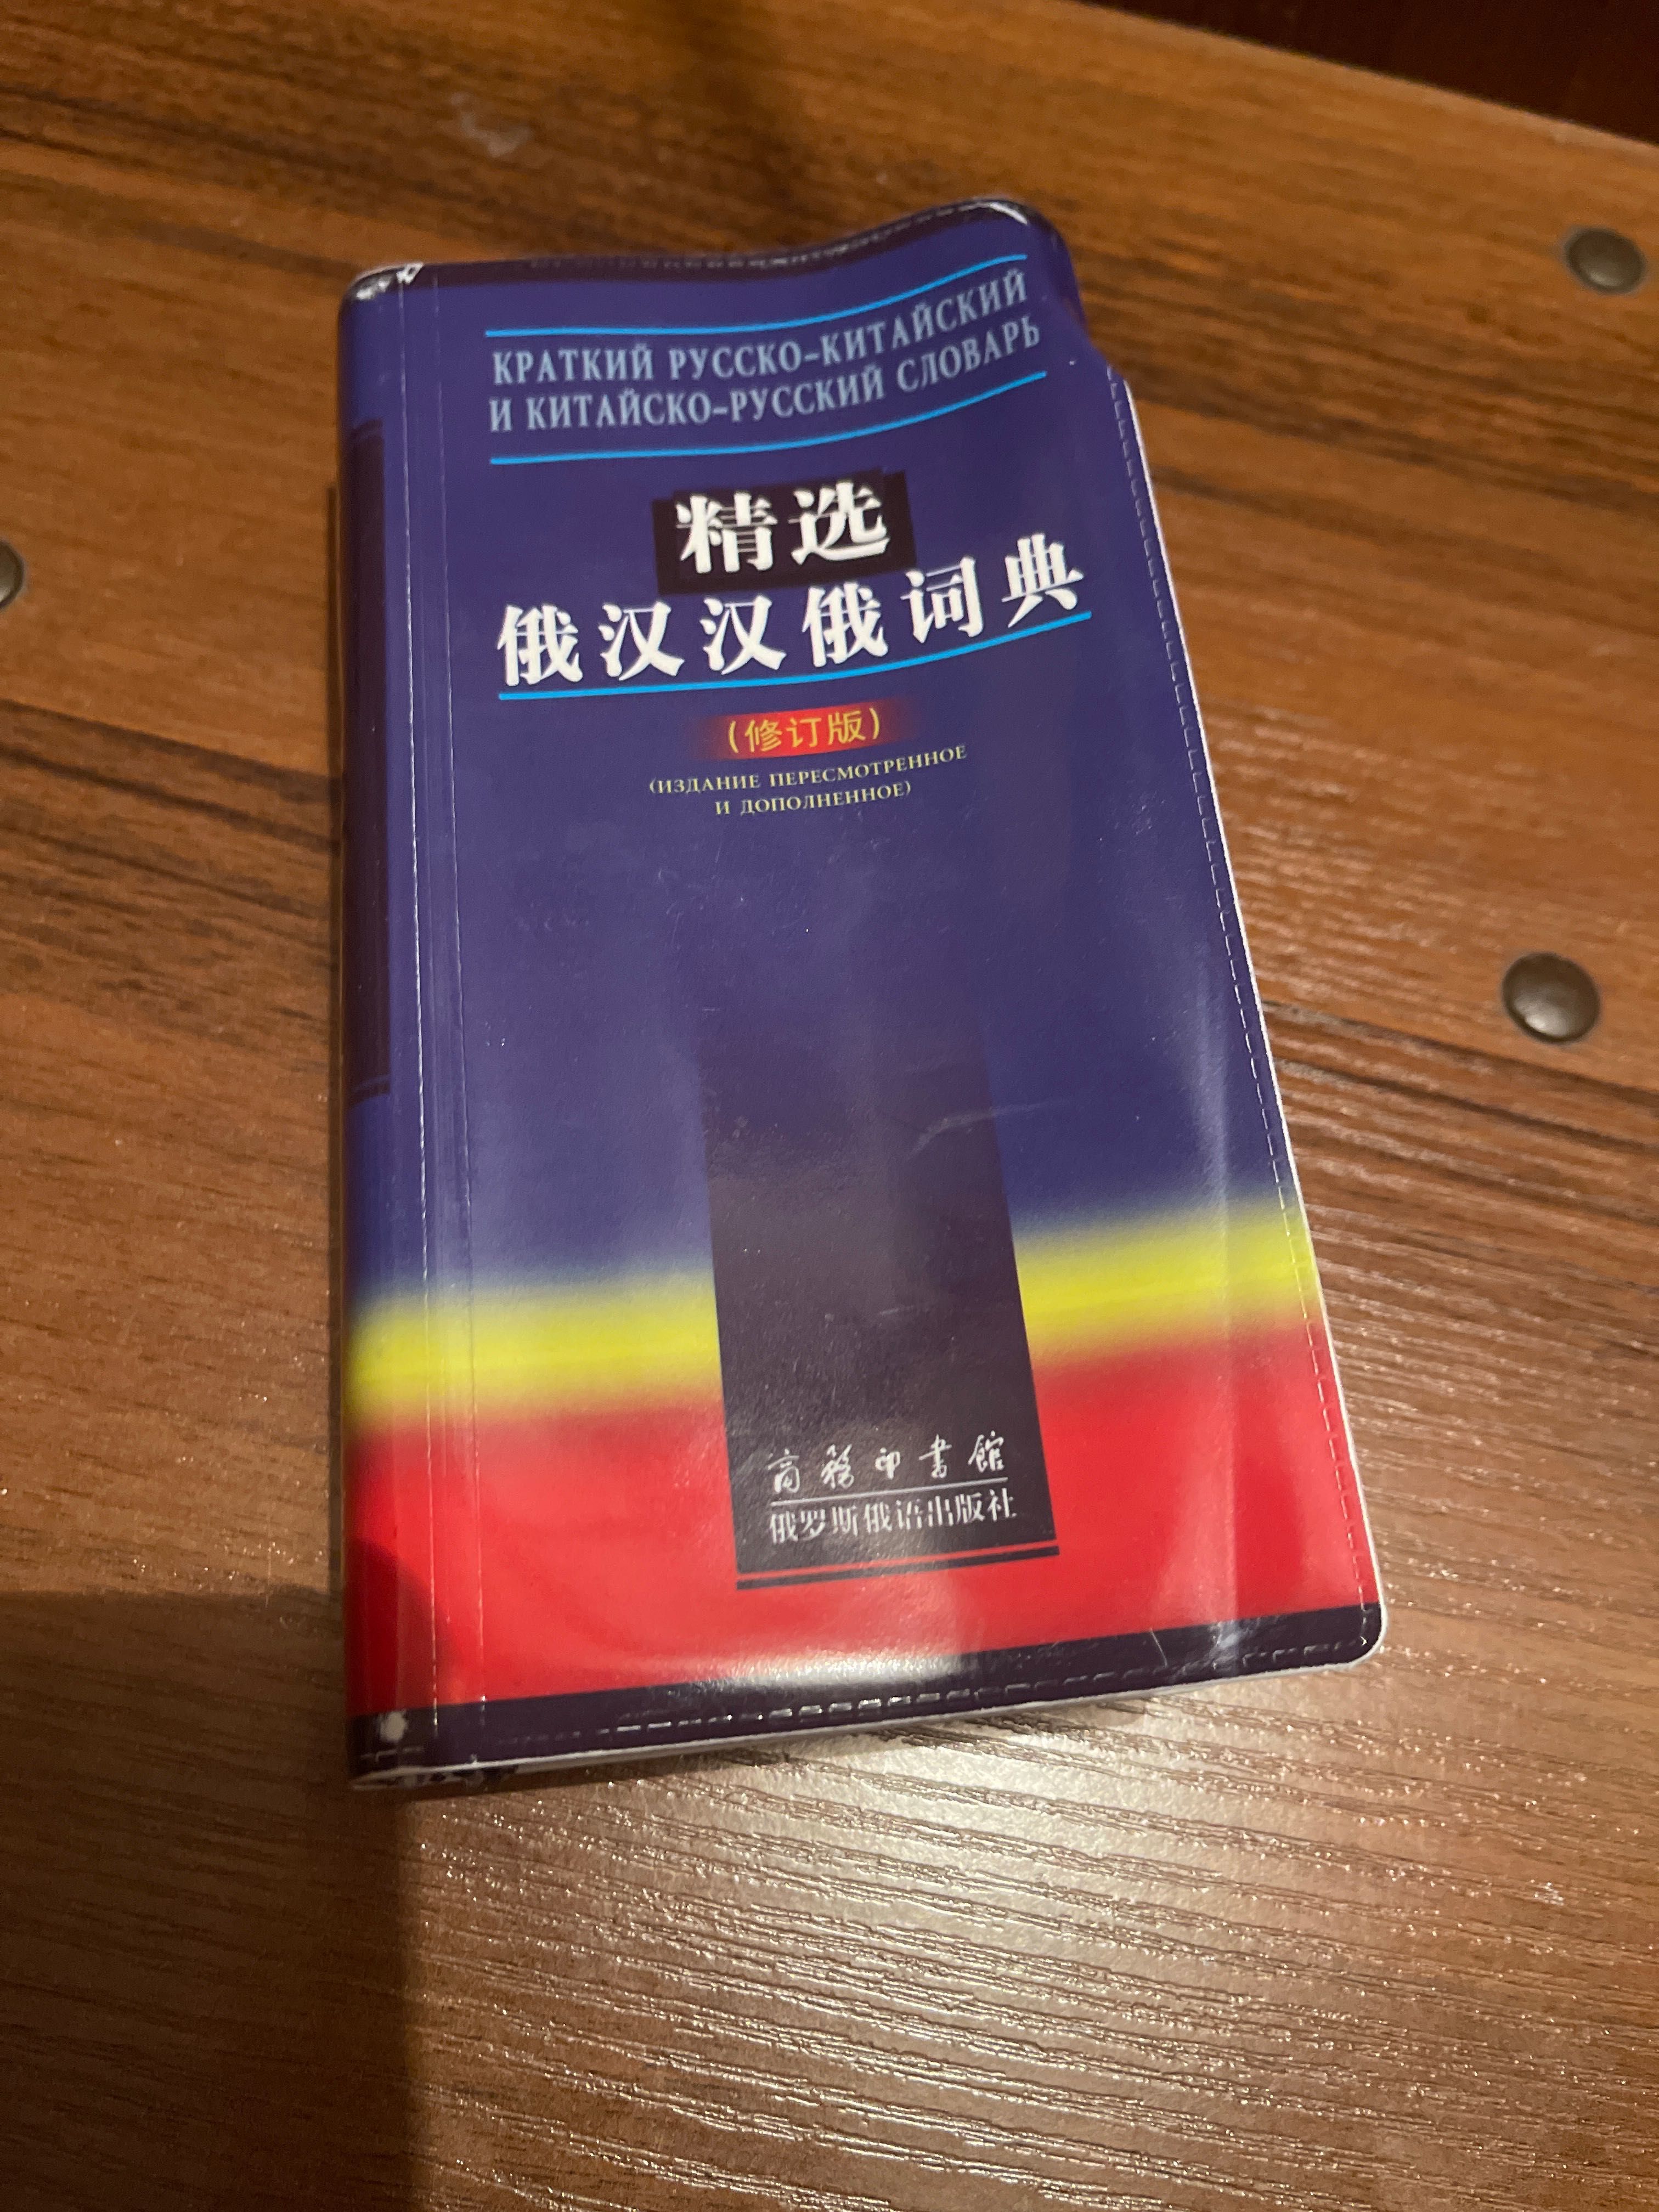 КРАТКИЙ РУССКО-КИТАЙСКИЙ
И КИТАЙСКО-РУССКИЙ СЛОВАРЬ
精选
俄汉汉俄词典
(修订版)
(ИЗДАНИЕ ПЕРЕСМОТРЕННОЕ
И ДОПОЛНЕННОЕ)
商務印書館
俄罗斯俄语出版社